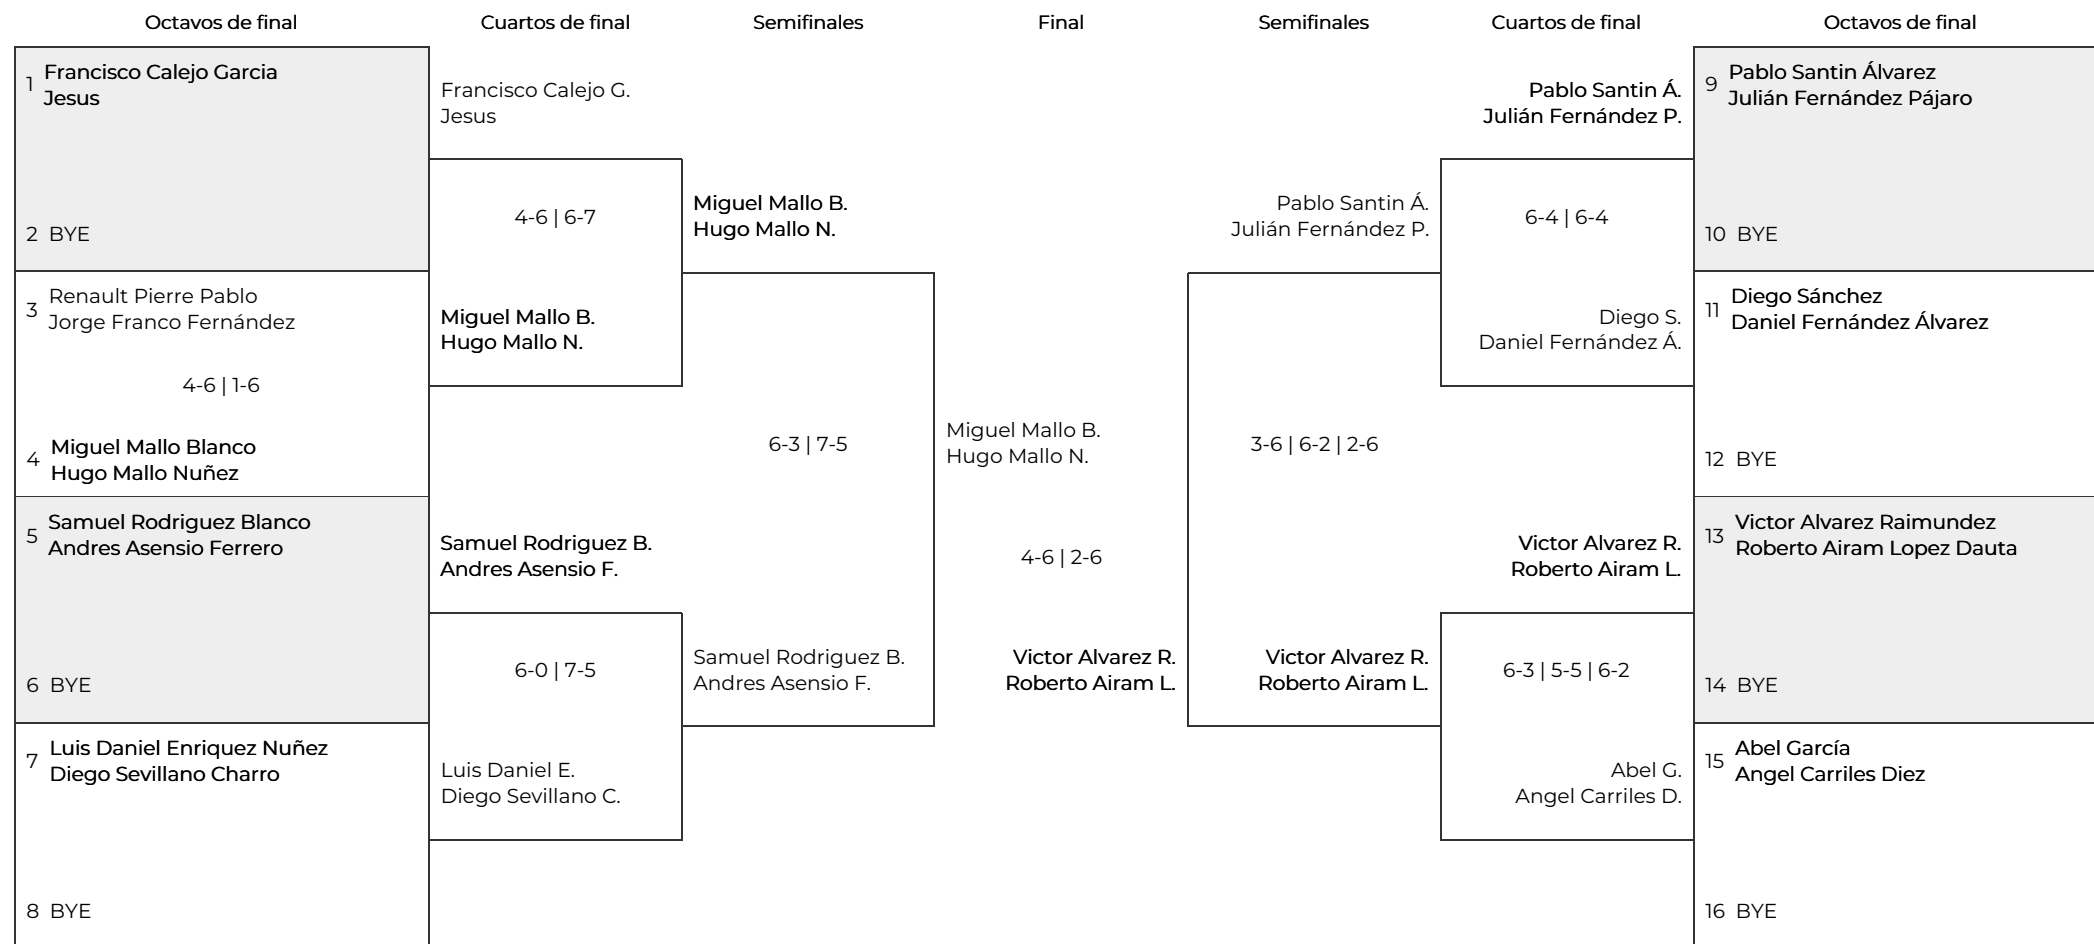 Octavos de final
Cuartos de final
Semifinales
Final
Semifinales
Cuartos de final
Octavos de final
1
Francisco Calejo Garcia
Jesus
2 BYE
3
Renault Pierre Pablo
Jorge Franco Fernández
4-6 | 1-6
4
Miguel Mallo Blanco
Hugo Mallo Nuñez
5
Samuel Rodriguez Blanco
Andres Asensio Ferrero
6 BYE
7
Luis Daniel Enriquez Nuñez
Diego Sevillano Charro
8 BYE
Francisco Calejo G.
Jesus
4-6 | 6-7
Miguel Mallo B.
Hugo Mallo N.
Samuel Rodriguez B.
Andres Asensio F.
6-0 | 7-5
Luis Daniel E.
Diego Sevillano C.
Miguel Mallo B.
Hugo Mallo N.
6-3 | 7-5
Samuel Rodriguez B.
Andres Asensio F.
Miguel Mallo B.
Hugo Mallo N.
4-6 | 2-6
Victor Alvarez R.
Roberto Airam L.
Pablo Santin Á.
Julián Fernández P.
3-6 | 6-2 | 2-6
Victor Alvarez R.
Roberto Airam L.
Pablo Santin Á.
Julián Fernández P.
6-4 | 6-4
Diego S.
Daniel Fernández Á.
Victor Alvarez R.
Roberto Airam L.
6-3 | 5-5 | 6-2
Abel G.
Angel Carriles D.
9
Pablo Santin Álvarez
Julián Fernández Pájaro
10 BYE
11
Diego Sánchez
Daniel Fernández Álvarez
12 BYE
13
Victor Alvarez Raimundez
Roberto Airam Lopez Dauta
14 BYE
15
Abel García
Angel Carriles Diez
16 BYE